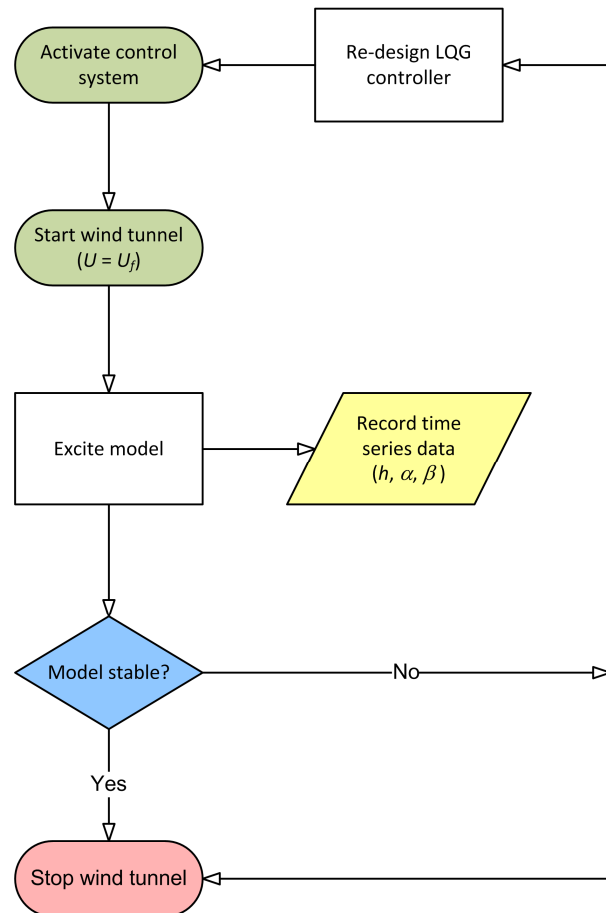 Activate control
system
Re-design LQG
controller
Start wind tunnel
(U = Uf)
Excite model
Record time
series data
(h, α, β )
Model stable?
No
Yes
Stop wind tunnel